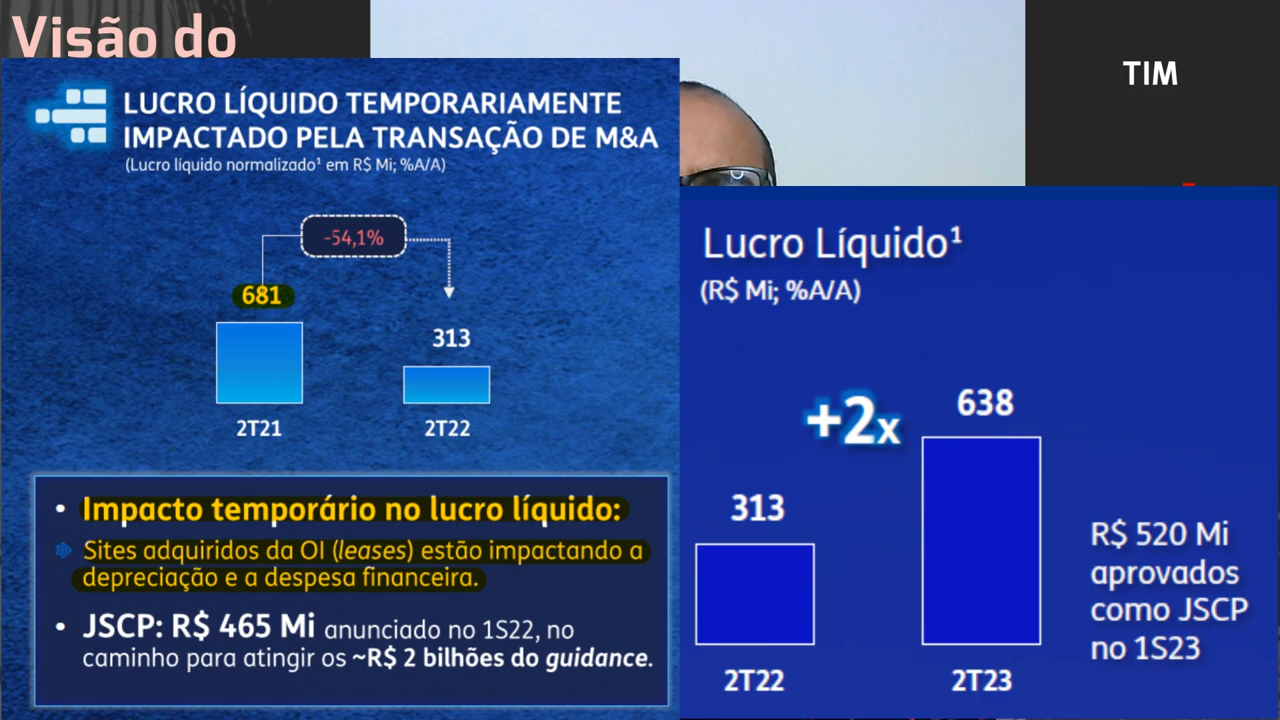 Visão do
TIM
LUCRO LÍQUIDO TEMPORARIAMENTE
IMPACTADO PELA TRANSAÇÃO DE M&A
(Lucro líquido normalizado¹ em R$ Mi; %A/A)
-54,1%
681
313
2T21
2T22
• Impacto temporário no lucro líquido:
Sites adquiridos da OI (leases) estão impactando a
depreciação e a despesa financeira.
• JSCP: R$ 465 Mi anunciado no 1S22, no
caminho para atingir os ~R$ 2 bilhões do guidance.
Lucro Líquido¹
(R$ Mi; %A/A)
+2x
638
313
R$ 520 Mi
aprovados
como JSCP
no 1S23
2T22
2T23